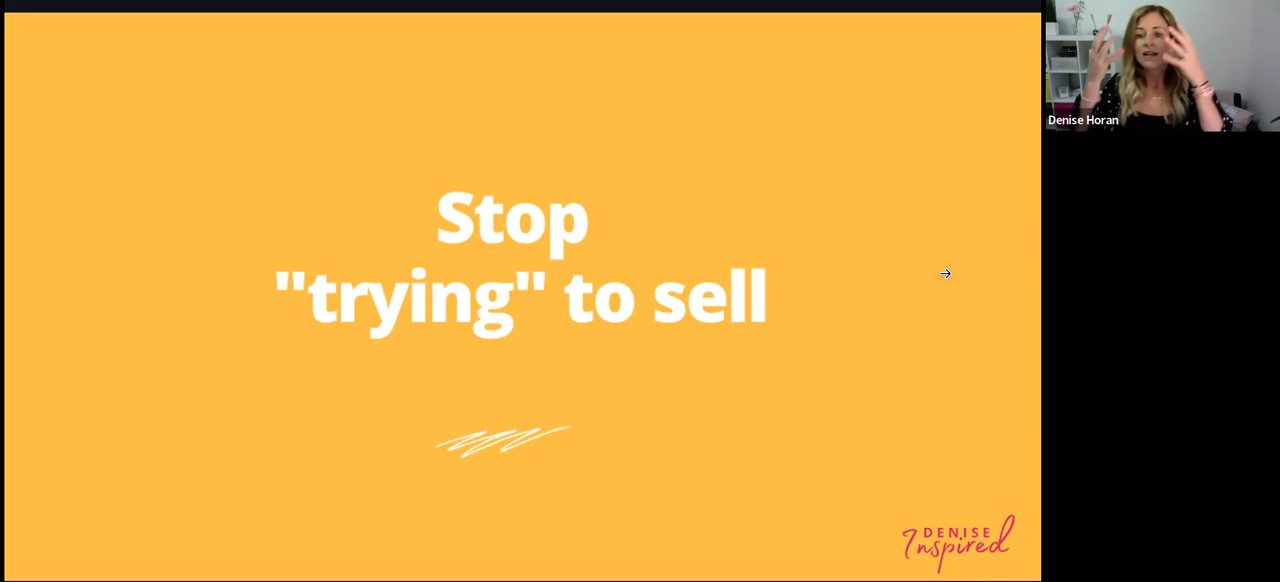 Stop
"trying" to sell
DENISE
Inspired
Denise Horan